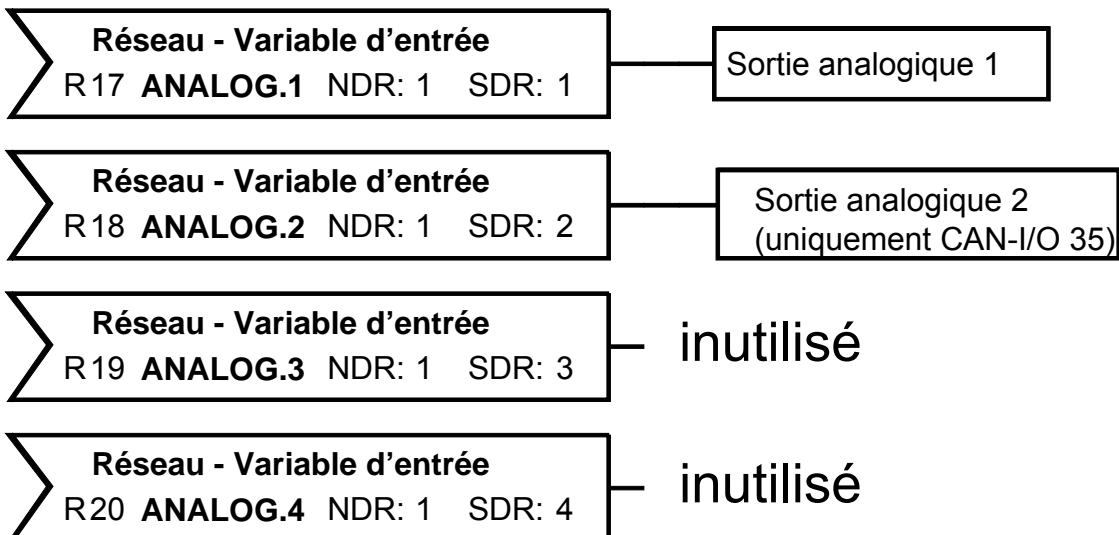 Réseau - Variable d'entrée
R17 ANALOG.1 NDR: 1 SDR: 1
Sortie analogique 1
Réseau - Variable d'entrée
R18 ANALOG.2 NDR: 1 SDR: 2
Sortie analogique 2
(uniquement CAN-I/O 35)
Réseau - Variable d'entrée
R19 ANALOG.3 NDR: 1 SDR: 3
inutilisé
Réseau - Variable d'entrée
R20 ANALOG.4 NDR: 1 SDR: 4
inutilisé